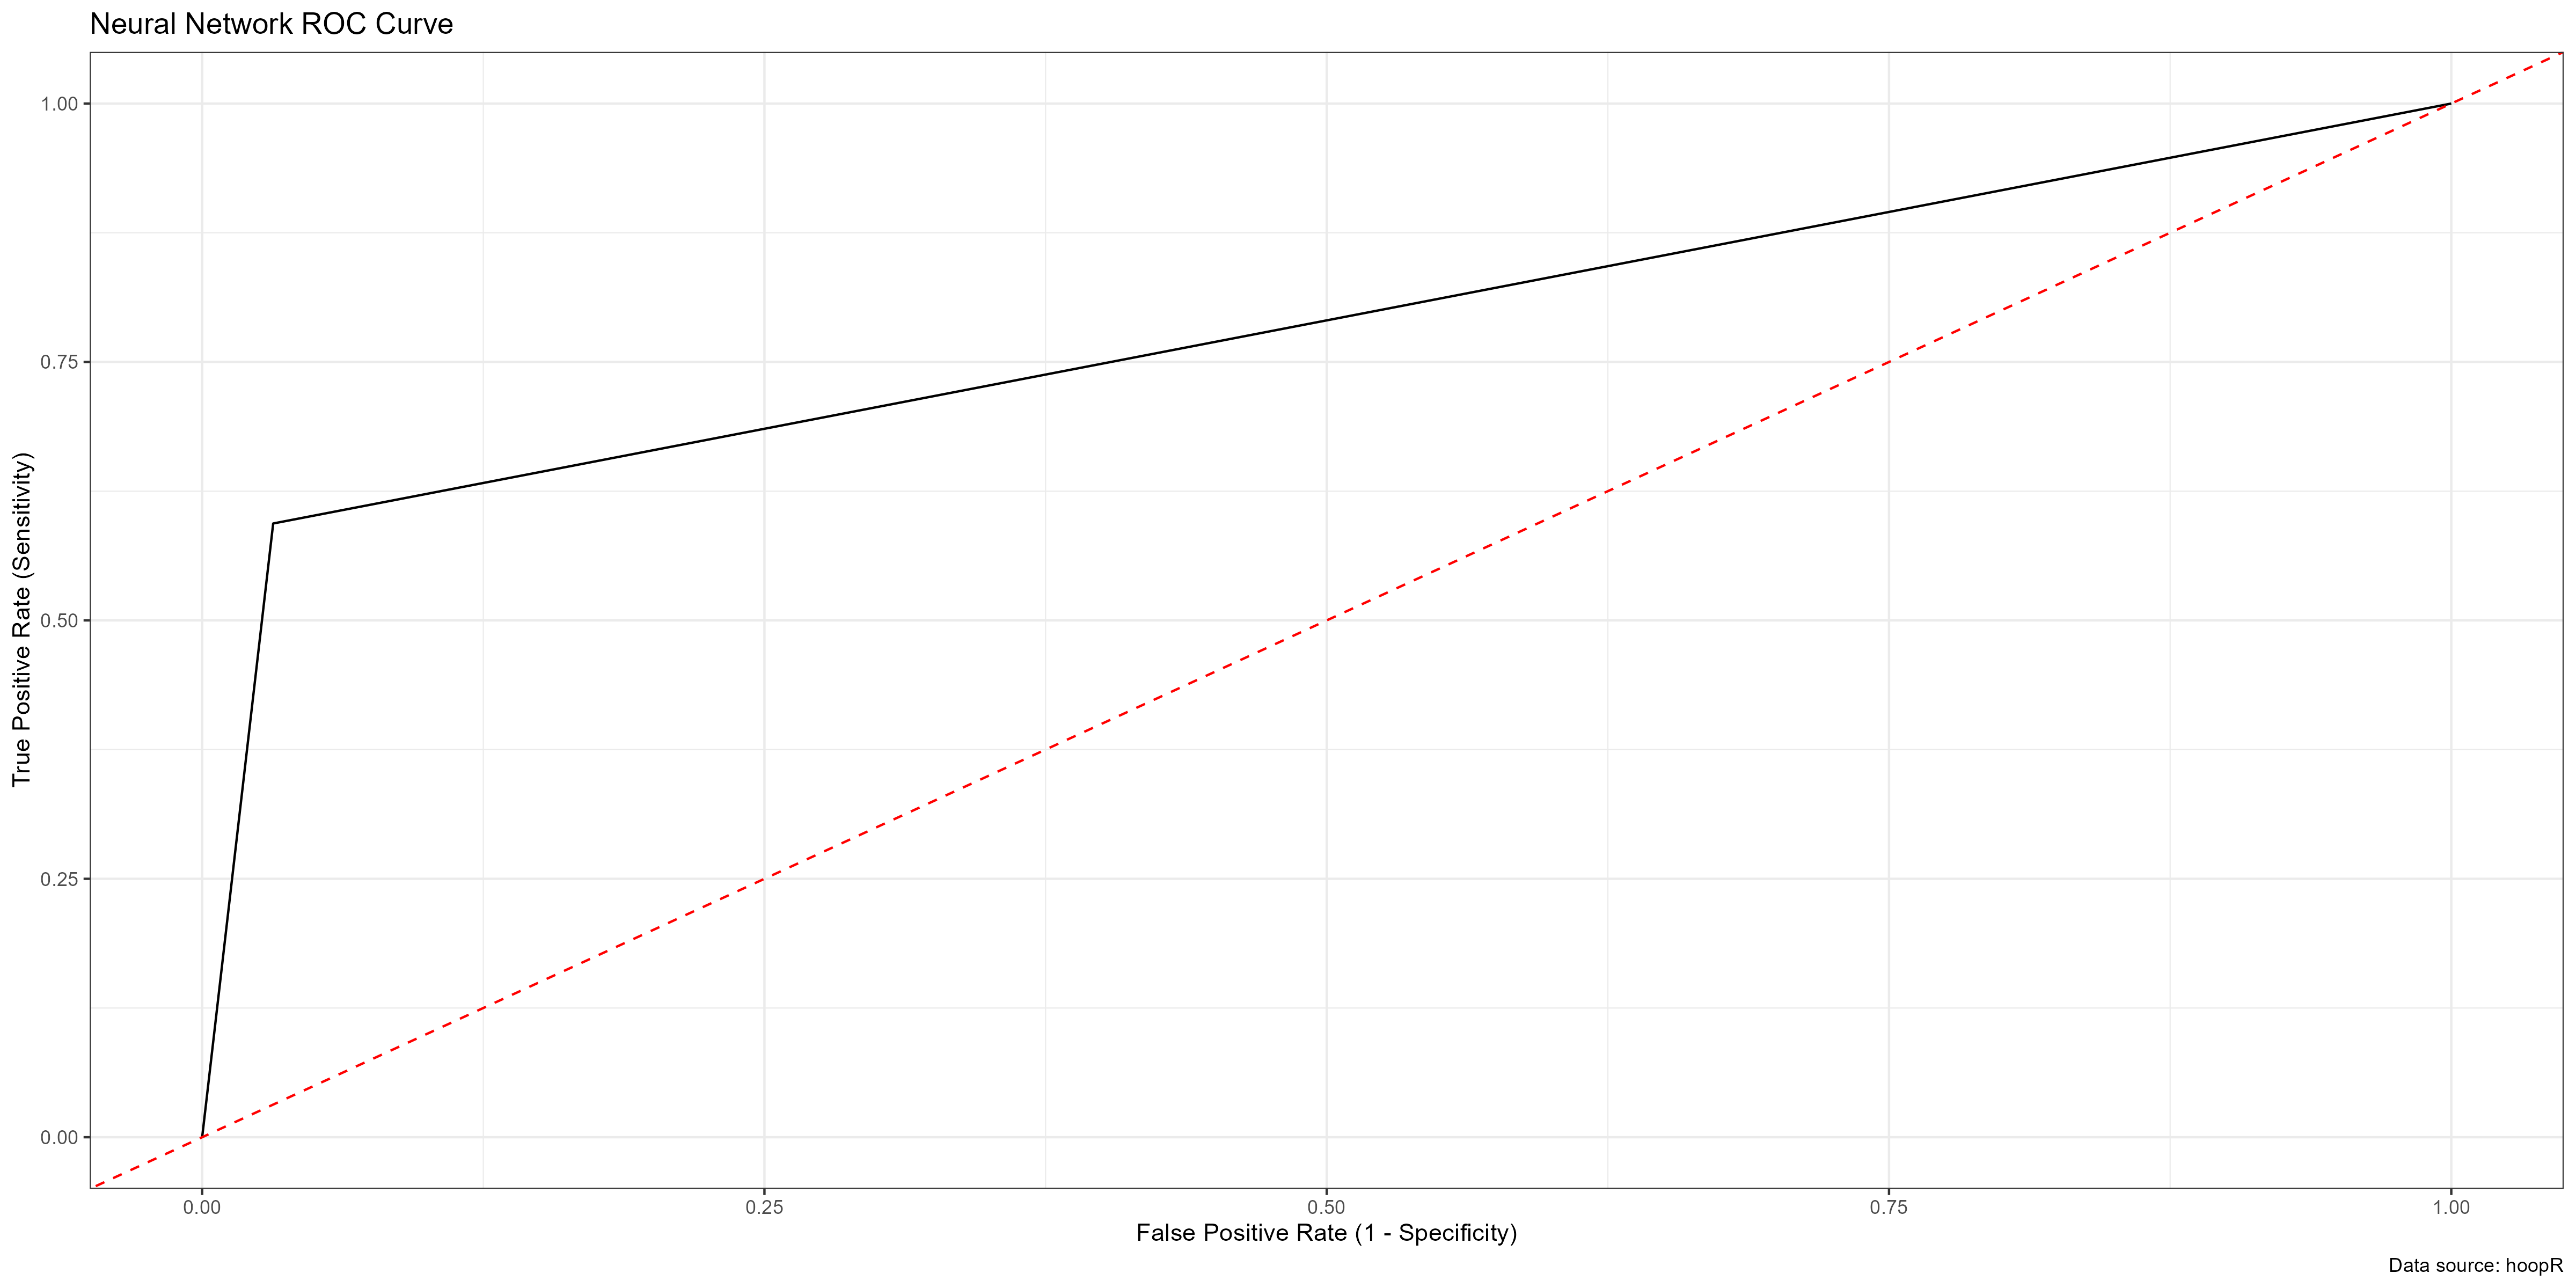 Neural Network ROC Curve
True Positive Rate (Sensitivity)
1.00
0.75
0.50
0.25
0.00
0.00 0.25 0.50 0.75 1.00
False Positive Rate (1 - Specificity)
Data source: hoopR